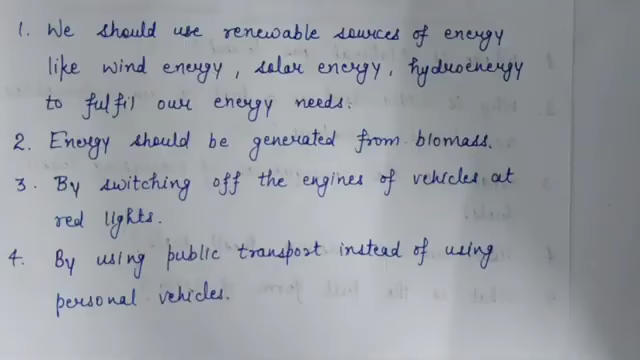 1. We should use renewable sources of energy
like wind energy, solar energy, hydroenergy
to fulfil our energy needs.
2. Energy should be generated from biomass.
3. By switching off the engines of vehicles at
red lights.
4. By using public transport instead of using
personal vehicles.